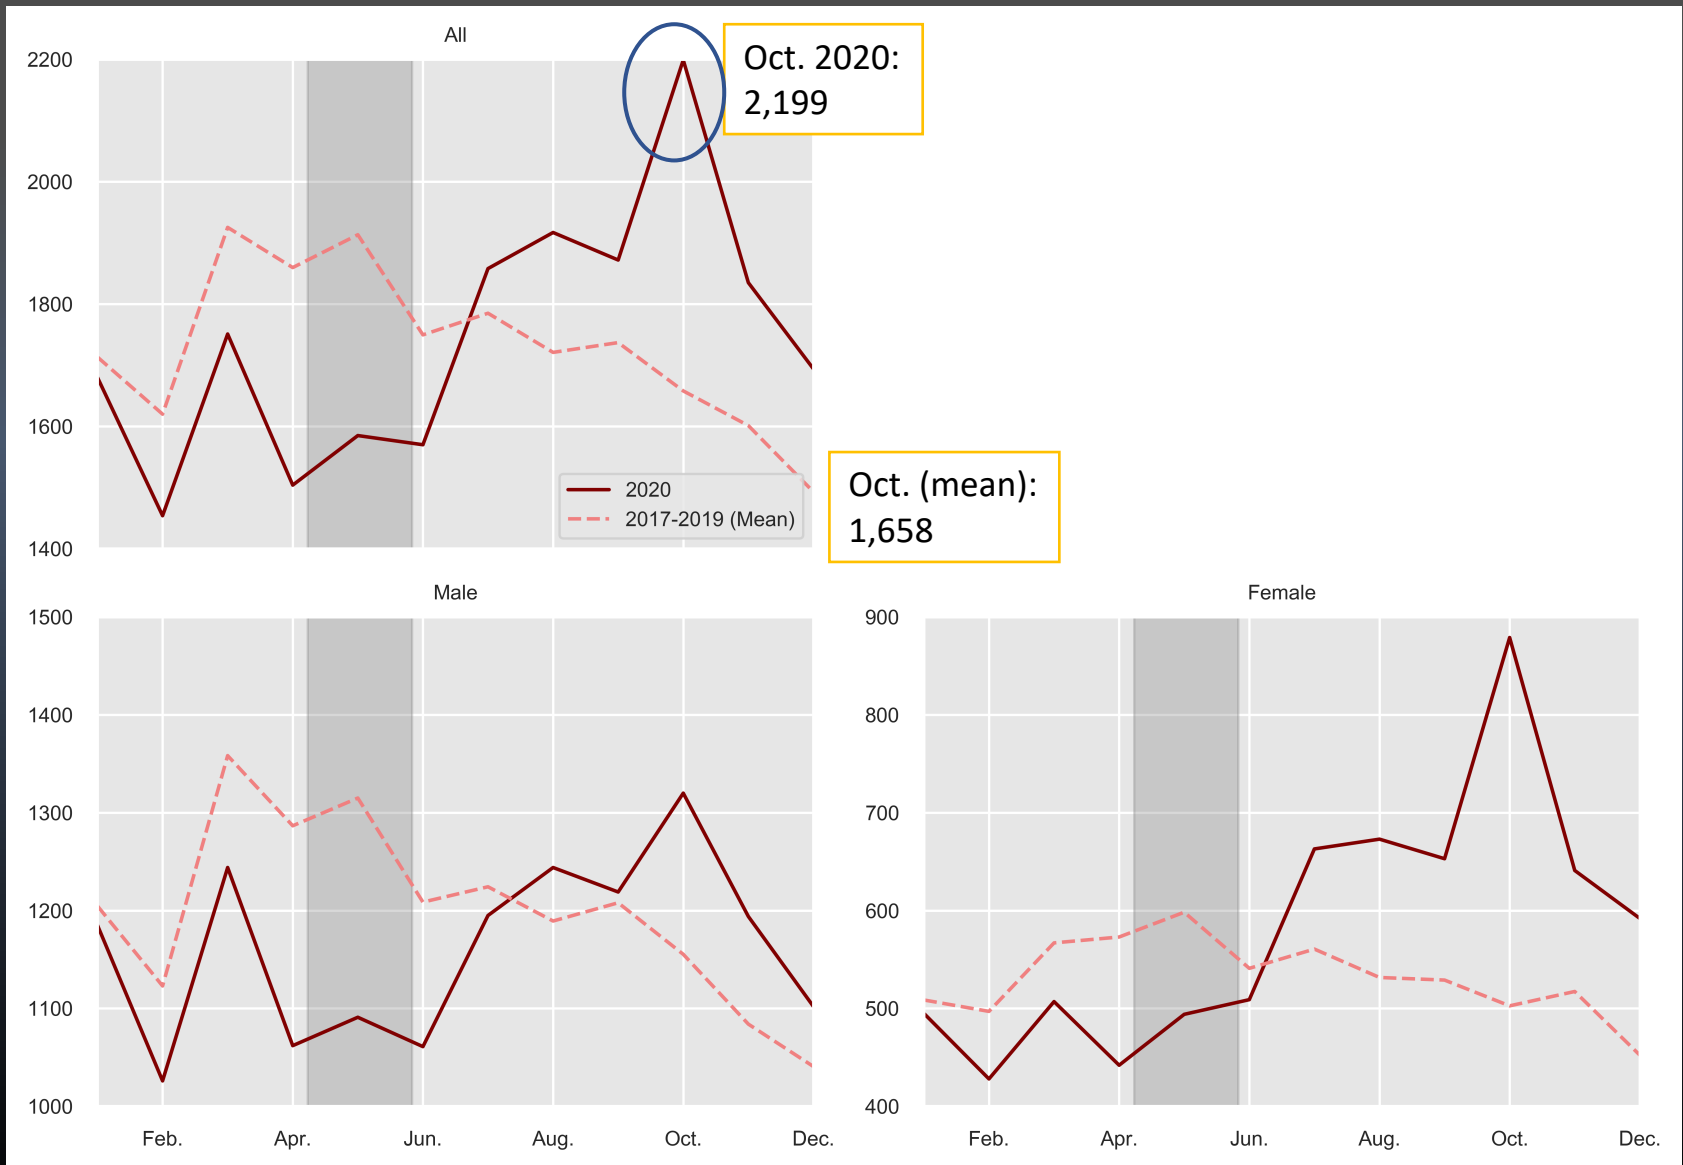 All
Oct. 2020:
2,199
2200
2000
1800
1600
1400
2020
2017-2019 (Mean)
Oct. (mean):
1,658
Male
1500
1400
1300
1200
1100
1000
Feb. Apr. Jun. Aug. Oct. Dec.
Female
900
800
700
600
500
400
Feb. Apr. Jun. Aug. Oct. Dec.